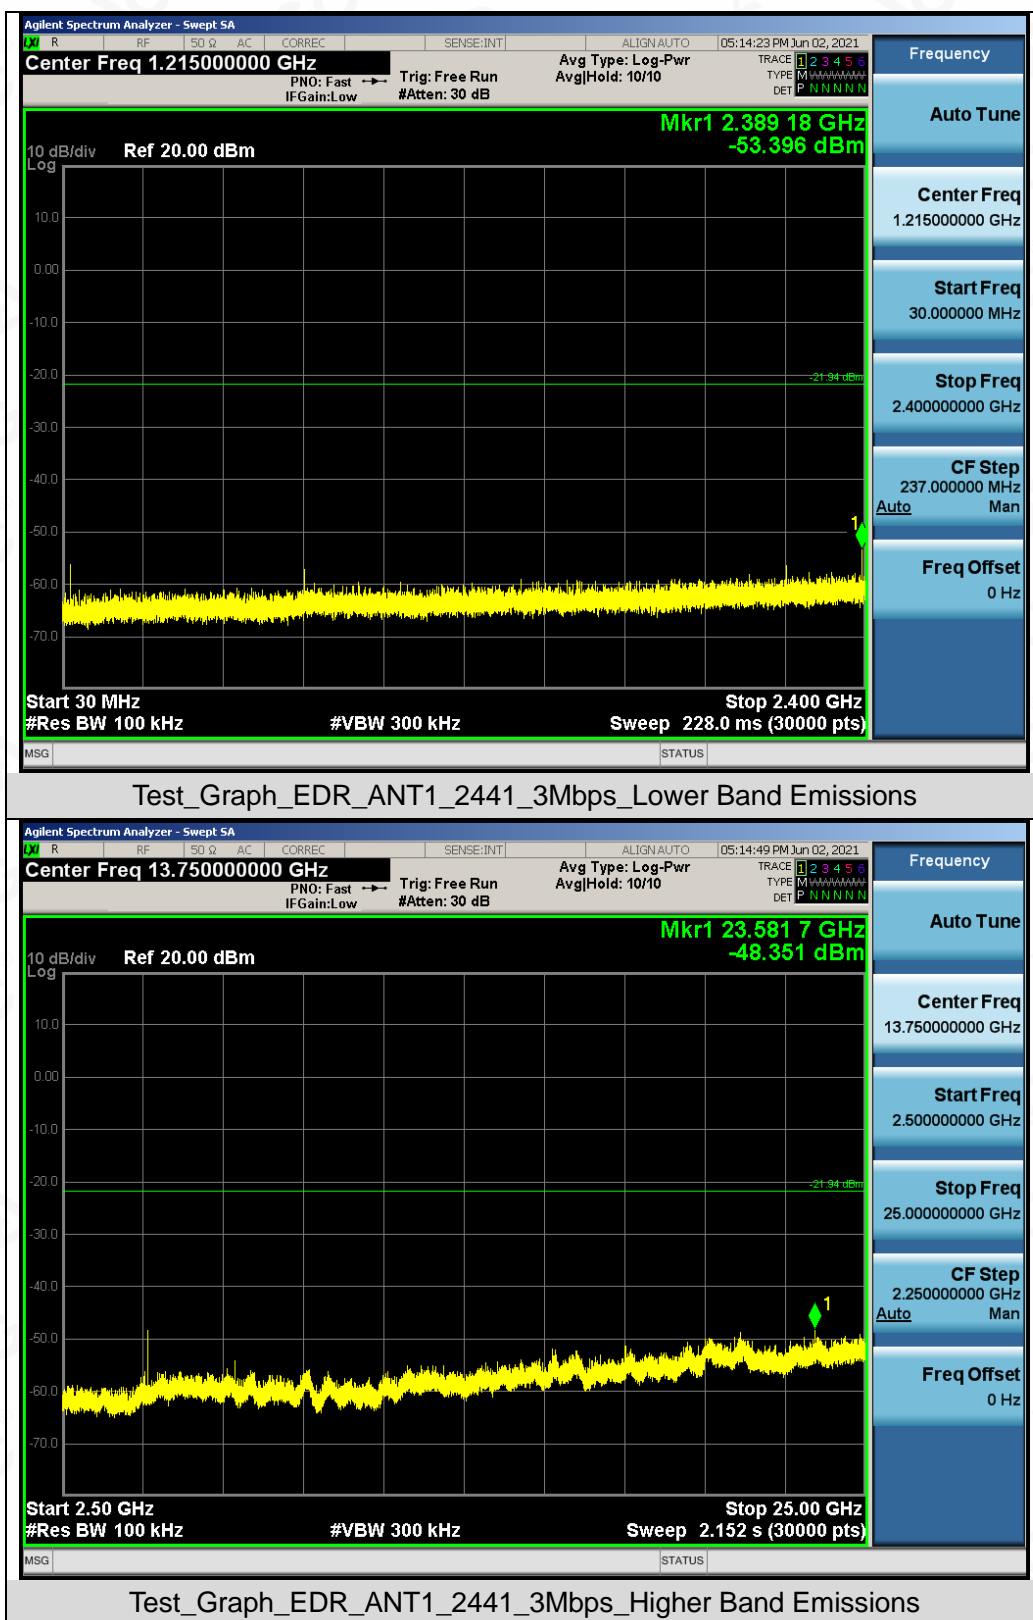 Agilent Spectrum Analyzer - Swept SA
LXI R RF 50 Ω AC CORREC SENSE:INT ALIGN AUTO 05:14:23 PM Jun 02, 2021
Center Freq 1.215000000 GHz
PNO: Fast
IFGain:Low
Trig: Free Run
#Atten: 30 dB
Avg Type: Log-Pwr
Avg|Hold: 10/10
TRACE 1 2 3 4 5 6
TYPE M
DET P N N N N N
Mkr1 2.389 18 GHz
-53.396 dBm
10 dB/div Ref 20.00 dBm
Log
10.0
0.00
-10.0
-20.0
-21.94 dBm
-30.0
-40.0
-50.0
1
-60.0
-70.0
Start 30 MHz Stop 2.400 GHz
#Res BW 100 kHz #VBW 300 kHz Sweep 228.0 ms (30000 pts)
MSG STATUS
Frequency
Auto Tune
Center Freq
1.215000000 GHz
Start Freq
30.000000 MHz
Stop Freq
2.400000000 GHz
CF Step
237.000000 MHz
Auto Man
Freq Offset
0 Hz
Test_Graph_EDR_ANT1_2441_3Mbps_Lower Band Emissions
Agilent Spectrum Analyzer - Swept SA
LXI R RF 50 Ω AC CORREC SENSE:INT ALIGN AUTO 05:14:49 PM Jun 02, 2021
Center Freq 13.750000000 GHz
PNO: Fast
IFGain:Low
Trig: Free Run
#Atten: 30 dB
Avg Type: Log-Pwr
Avg|Hold: 10/10
TRACE 1 2 3 4 5 6
TYPE M
DET P N N N N N
Mkr1 23.581 7 GHz
-48.351 dBm
10 dB/div Ref 20.00 dBm
Log
10.0
0.00
-10.0
-20.0
-21.94 dBm
-30.0
-40.0
1
-50.0
-60.0
-70.0
Start 2.50 GHz Stop 25.00 GHz
#Res BW 100 kHz #VBW 300 kHz Sweep 2.152 s (30000 pts)
MSG STATUS
Frequency
Auto Tune
Center Freq
13.750000000 GHz
Start Freq
2.500000000 GHz
Stop Freq
25.000000000 GHz
CF Step
2.250000000 GHz
Auto Man
Freq Offset
0 Hz
Test_Graph_EDR_ANT1_2441_3Mbps_Higher Band Emissions